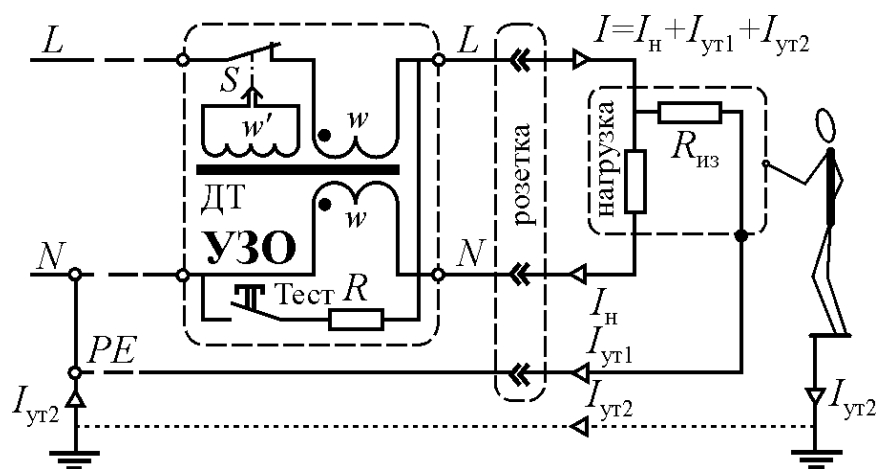 L
L
I=Iн+Iут1+Iут2
S
w'
w
ДТ
w
УЗО
розетка
нагрузка
Rиз
N
N
Тест R
Iн
PE
Iут1
Iут2
Iут2
Iут2